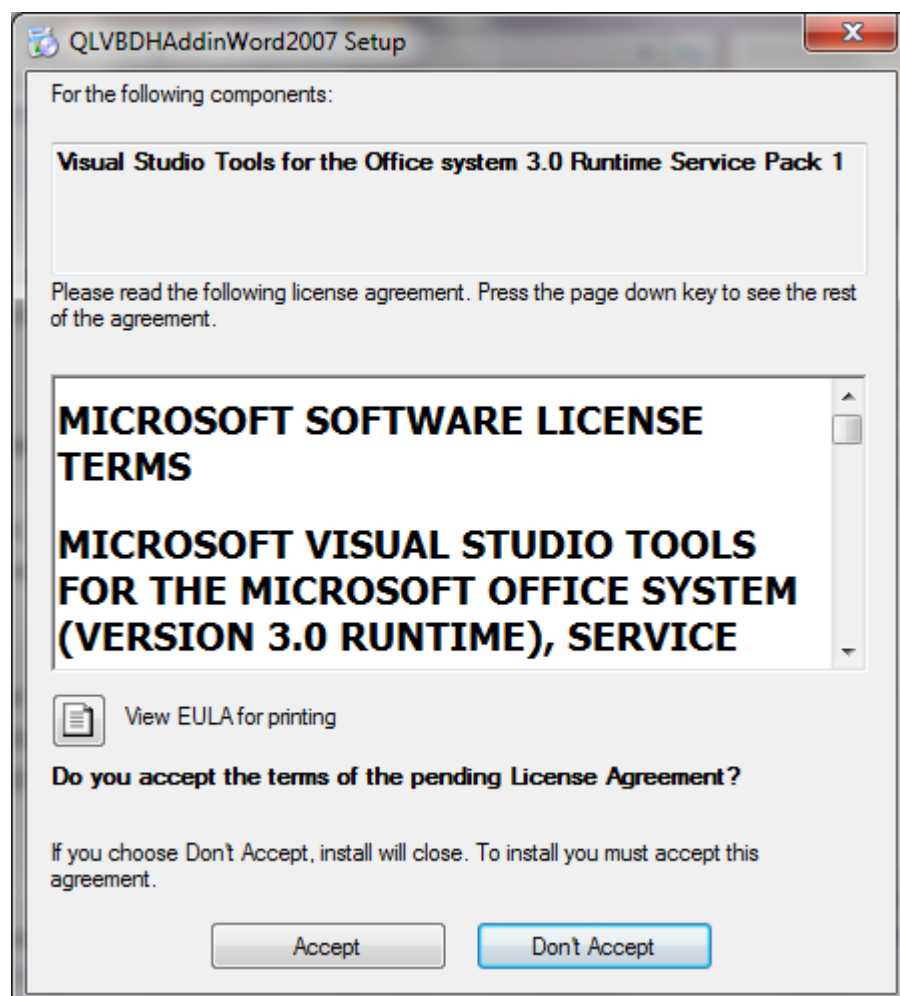 QLVBDHAddinWord2007 Setup
For the following components:
Visual Studio Tools for the Office system 3.0 Runtime Service Pack 1
Please read the following license agreement. Press the page down key to see the rest
of the agreement.
MICROSOFT SOFTWARE LICENSE
TERMS
MICROSOFT VISUAL STUDIO TOOLS
FOR THE MICROSOFT OFFICE SYSTEM
(VERSION 3.0 RUNTIME), SERVICE
View EULA for printing
Do you accept the terms of the pending License Agreement?
If you choose Don't Accept, install will close. To install you must accept this
agreement.
Accept
Don't Accept